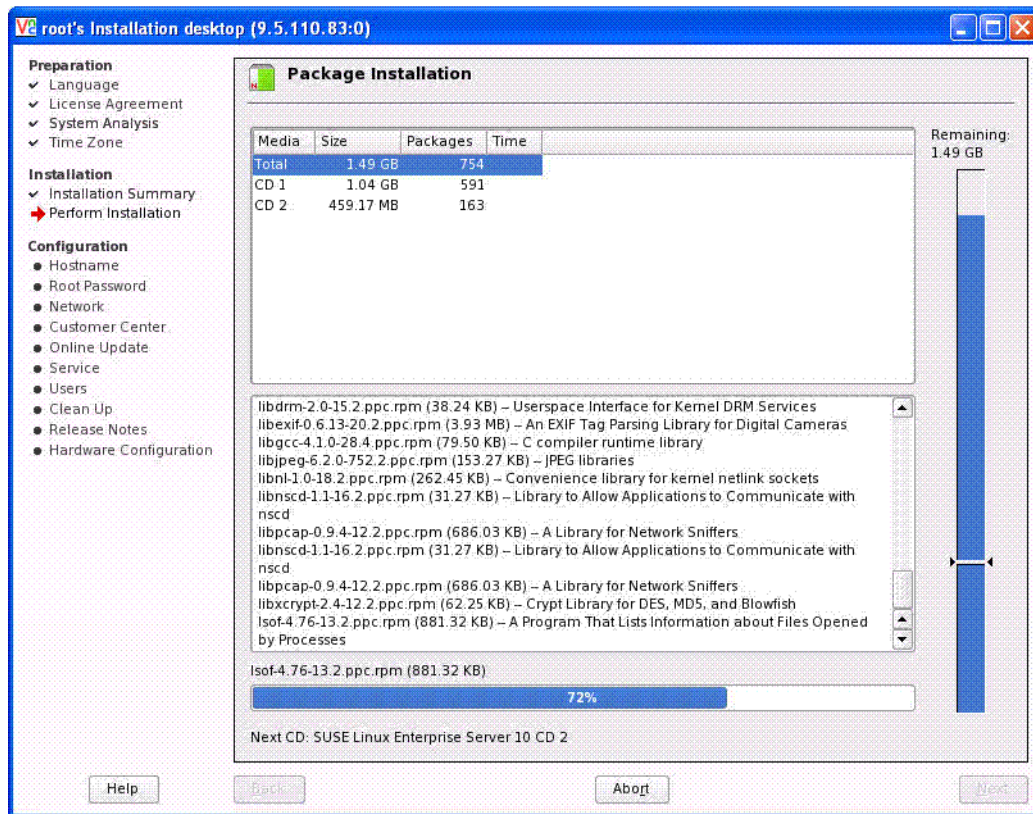 root's Installation desktop (9.5.110.83:0)
Preparation
Language
License Agreement
System Analysis
Time Zone
Installation
Installation Summary
Perform Installation
Configuration
Hostname
Root Password
Network
Customer Center
Online Update
Service
Users
Clean Up
Release Notes
Hardware Configuration
Package Installation
Media Size Packages Time
Total 1.49 GB 754
CD 1 1.04 GB 591
CD 2 459.17 MB 163
Remaining:
1.49 GB
libdrm-2.0-15.2.ppc.rpm (38.24 KB) – Userspace Interface for Kernel DRM Services
libexif-0.6.13-20.2.ppc.rpm (3.93 MB) – An EXIF Tag Parsing Library for Digital Cameras
libgcc-4.1.0-28.4.ppc.rpm (79.50 KB) – C compiler runtime library
libjpeg-6.2.0-752.2.ppc.rpm (153.27 KB) – JPEG libraries
libnl-1.0-18.2.ppc.rpm (262.45 KB) – Convenience library for kernel netlink sockets
libnscd-1.1-16.2.ppc.rpm (31.27 KB) – Library to Allow Applications to Communicate with
nscd
libpcap-0.9.4-12.2.ppc.rpm (686.03 KB) – A Library for Network Sniffers
libnscd-1.1-16.2.ppc.rpm (31.27 KB) – Library to Allow Applications to Communicate with
nscd
libpcap-0.9.4-12.2.ppc.rpm (686.03 KB) – A Library for Network Sniffers
libxcrypt-2.4-12.2.ppc.rpm (62.25 KB) – Crypt Library for DES, MD5, and Blowfish
lsof-4.76-13.2.ppc.rpm (881.32 KB) – A Program That Lists Information about Files Opened
by Processes
lsof-4.76-13.2.ppc.rpm (881.32 KB)
72%
Next CD: SUSE Linux Enterprise Server 10 CD 2
Help
Back
Abort
Next